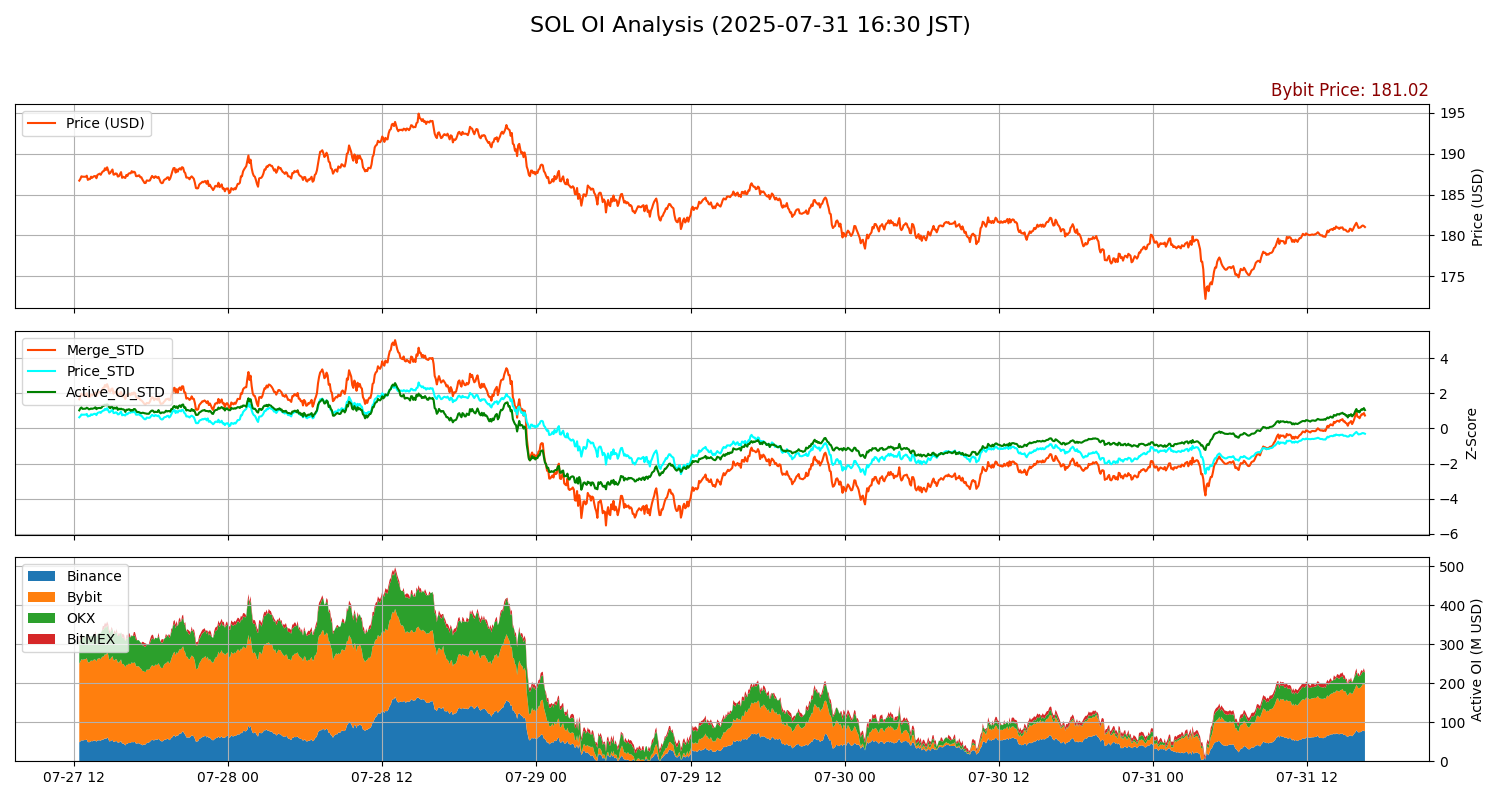 SOL OI Analysis (2025-07-31 16:30 JST)
Bybit Price: 181.02
Price (USD)
195
190
185
180
175
Price (USD)
Merge_STD
Price_STD
Active_OI_STD
4
2
0
−2
−4
−6
Z-Score
Binance
Bybit
OKX
BitMEX
500
400
300
200
100
0
Active OI (M USD)
07-27 12
07-28 00
07-28 12
07-29 00
07-29 12
07-30 00
07-30 12
07-31 00
07-31 12